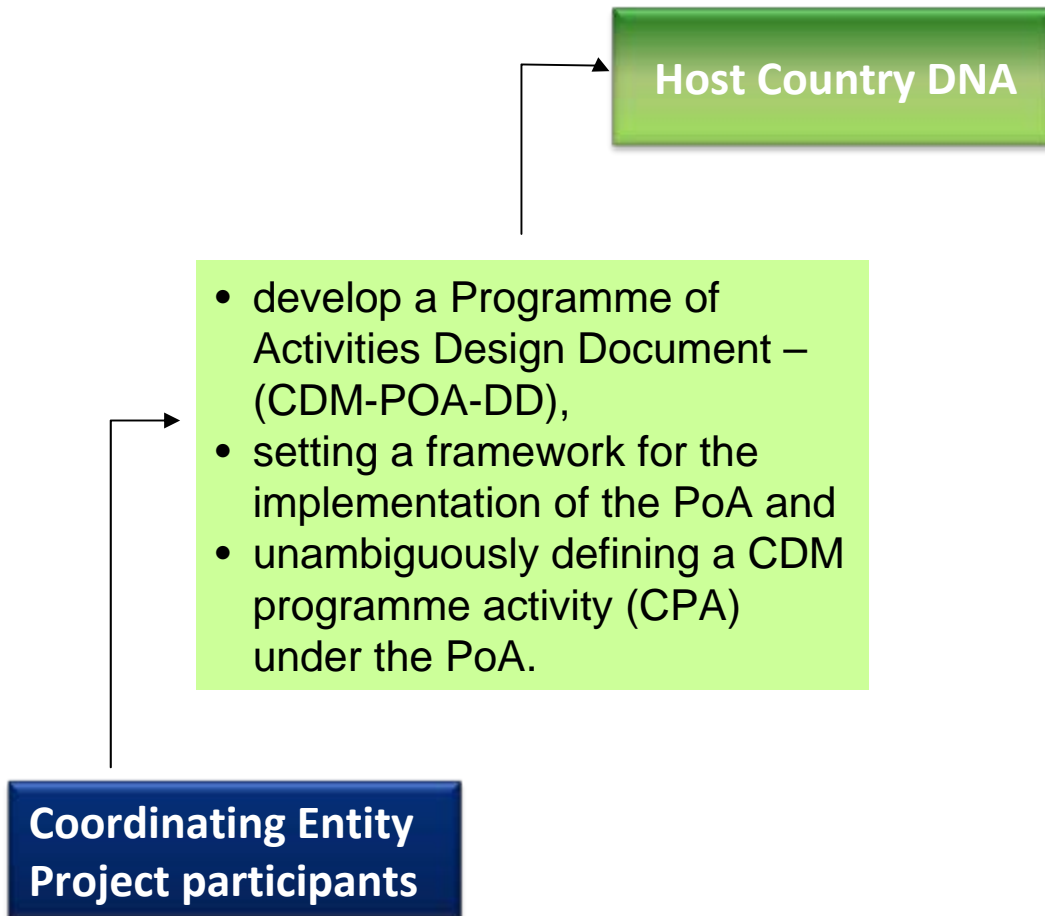 Host Country DNA
• develop a Programme of
Activities Design Document –
(CDM-POA-DD),
• setting a framework for the
implementation of the PoA and
• unambiguously defining a CDM
programme activity (CPA)
under the PoA.
Coordinating Entity
Project participants